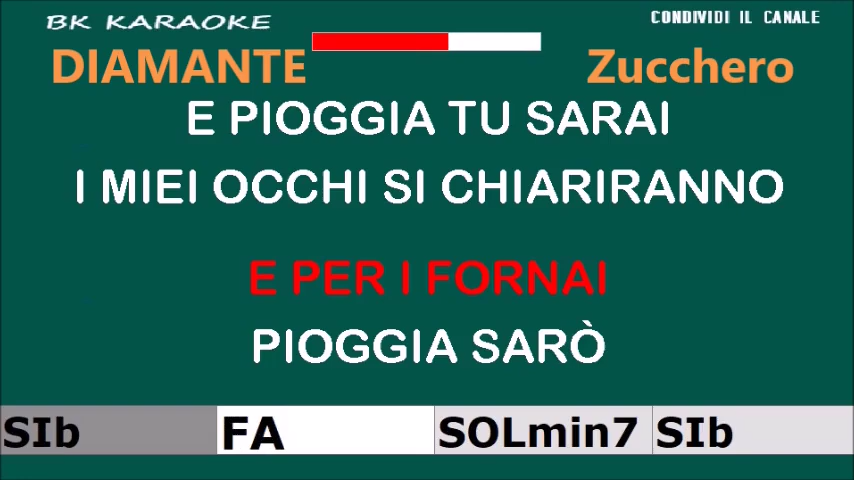 BK KARAOKE
CONDIVIDI IL CANALE
DIAMANTE
Zucchero
E PIOGGIA TU SARAI
I MIEI OCCHI SI CHIARIRANNO
E PER I FORNAI
PIOGGIA SARÒ
SIb FA SOLmin7 SIb